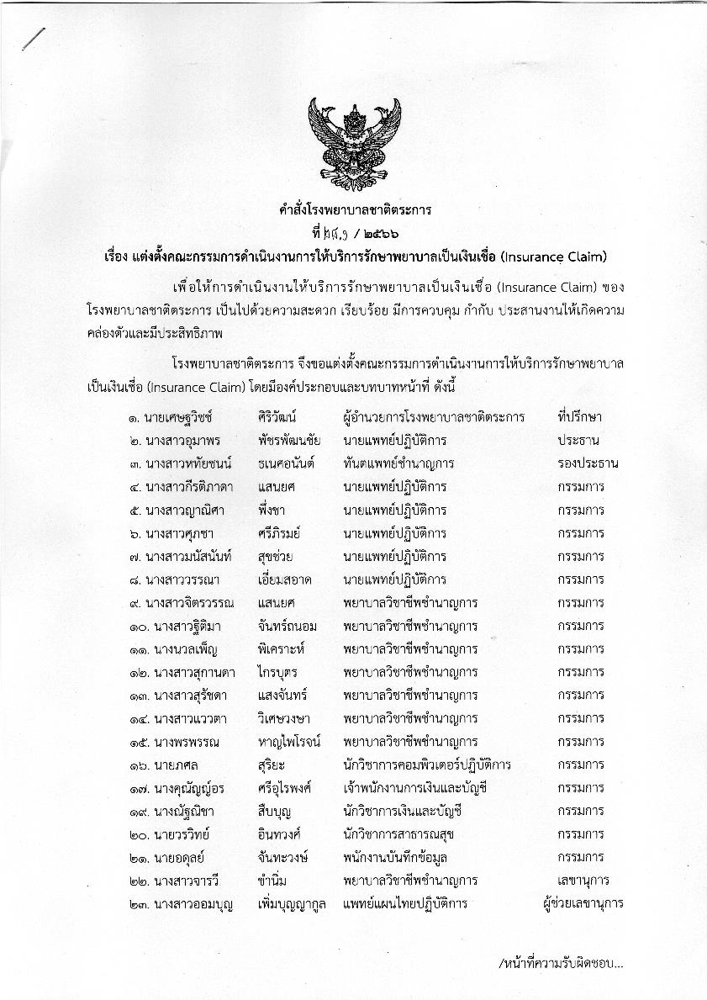 คำสั่งโรงพยาบาลชาติตระการ
ที่ / ๒๕๖๖
เรื่อง แต่งตั้งคณะกรรมการดำเนินงานการให้บริการรักษาพยาบาลเป็นเงินเชื่อ (Insurance Claim)
เพื่อให้การดำเนินงานให้บริการรักษาพยาบาลเป็นเงินเชื่อ (Insurance Claim) ของ
โรงพยาบาลชาติตระการ เป็นไปด้วยความสะดวก เรียบร้อย มีการควบคุม กำกับ ประสานงานให้เกิดความ
คล่องตัวและมีประสิทธิภาพ
โรงพยาบาลชาติตระการ จึงขอแต่งตั้งคณะกรรมการดำเนินงานการให้บริการรักษาพยาบาล
เป็นเงินเชื่อ (Insurance Claim) โดยมีองค์ประกอบและบทบาทหน้าที่ ดังนี้
๑. นายเศษฐวิชช์ ศิริวัฒน์ ผู้อำนวยการโรงพยาบาลชาติตระการ ที่ปรึกษา
๒. นางสาวอุมาพร พัชรพัฒนชัย นายแพทย์ปฏิบัติการ ประธาน
๓. นางสาวหทัยชนน์ ธเนศอนันต์ ทันตแพทย์ชำนาญการ รองประธาน
๔. นางสาวกีรติภาดา แสนยศ นายแพทย์ปฏิบัติการ กรรมการ
๕. นางสาวญาณิศา พึ่งขา นายแพทย์ปฏิบัติการ กรรมการ
๖. นางสาวศุภชา ศรีภิรมย์ นายแพทย์ปฏิบัติการ กรรมการ
๗. นางสาวมนัสนันท์ สุขช่วย นายแพทย์ปฏิบัติการ กรรมการ
๘. นางสาววรรณา เอี่ยมสอาด นายแพทย์ปฏิบัติการ กรรมการ
๙. นางสาวจิตรวรรณ แสนยศ พยาบาลวิชาชีพชำนาญการ กรรมการ
๑๐. นางสาวฐิติมา จันทร์ถนอม พยาบาลวิชาชีพชำนาญการ กรรมการ
๑๑. นางนวลเพ็ญ พิเคราะห์ พยาบาลวิชาชีพชำนาญการ กรรมการ
๑๒. นางสาวสุกานดา ไกรบุตร พยาบาลวิชาชีพชำนาญการ กรรมการ
๑๓. นางสาวสุรัชดา แสงจันทร์ พยาบาลวิชาชีพชำนาญการ กรรมการ
๑๔. นางสาวแววตา วิเศษวงษา พยาบาลวิชาชีพชำนาญการ กรรมการ
๑๕. นางพรพรรณ หาญไพโรจน์ พยาบาลวิชาชีพชำนาญการ กรรมการ
๑๖. นายภศล สุริยะ นักวิชาการคอมพิวเตอร์ปฏิบัติการ กรรมการ
๑๗. นางคุณัญญ์อร ศรีอุไรพงศ์ เจ้าพนักงานการเงินและบัญชี กรรมการ
๑๙. นางณัฐณิชา สืบบุญ นักวิชาการเงินและบัญชี กรรมการ
๒๐. นายวรวิทย์ อินทวงศ์ นักวิชาการสาธารณสุข กรรมการ
๒๑. นายอดุลย์ จันทะวงษ์ พนักงานบันทึกข้อมูล กรรมการ
๒๒. นางสาวจารวี ขำนิ่ม พยาบาลวิชาชีพชำนาญการ เลขานุการ
๒๓. นางสาวออมบุญ เพิ่มบุญญากูล แพทย์แผนไทยปฏิบัติการ ผู้ช่วยเลขานุการ
/หน้าที่ความรับผิดชอบ...